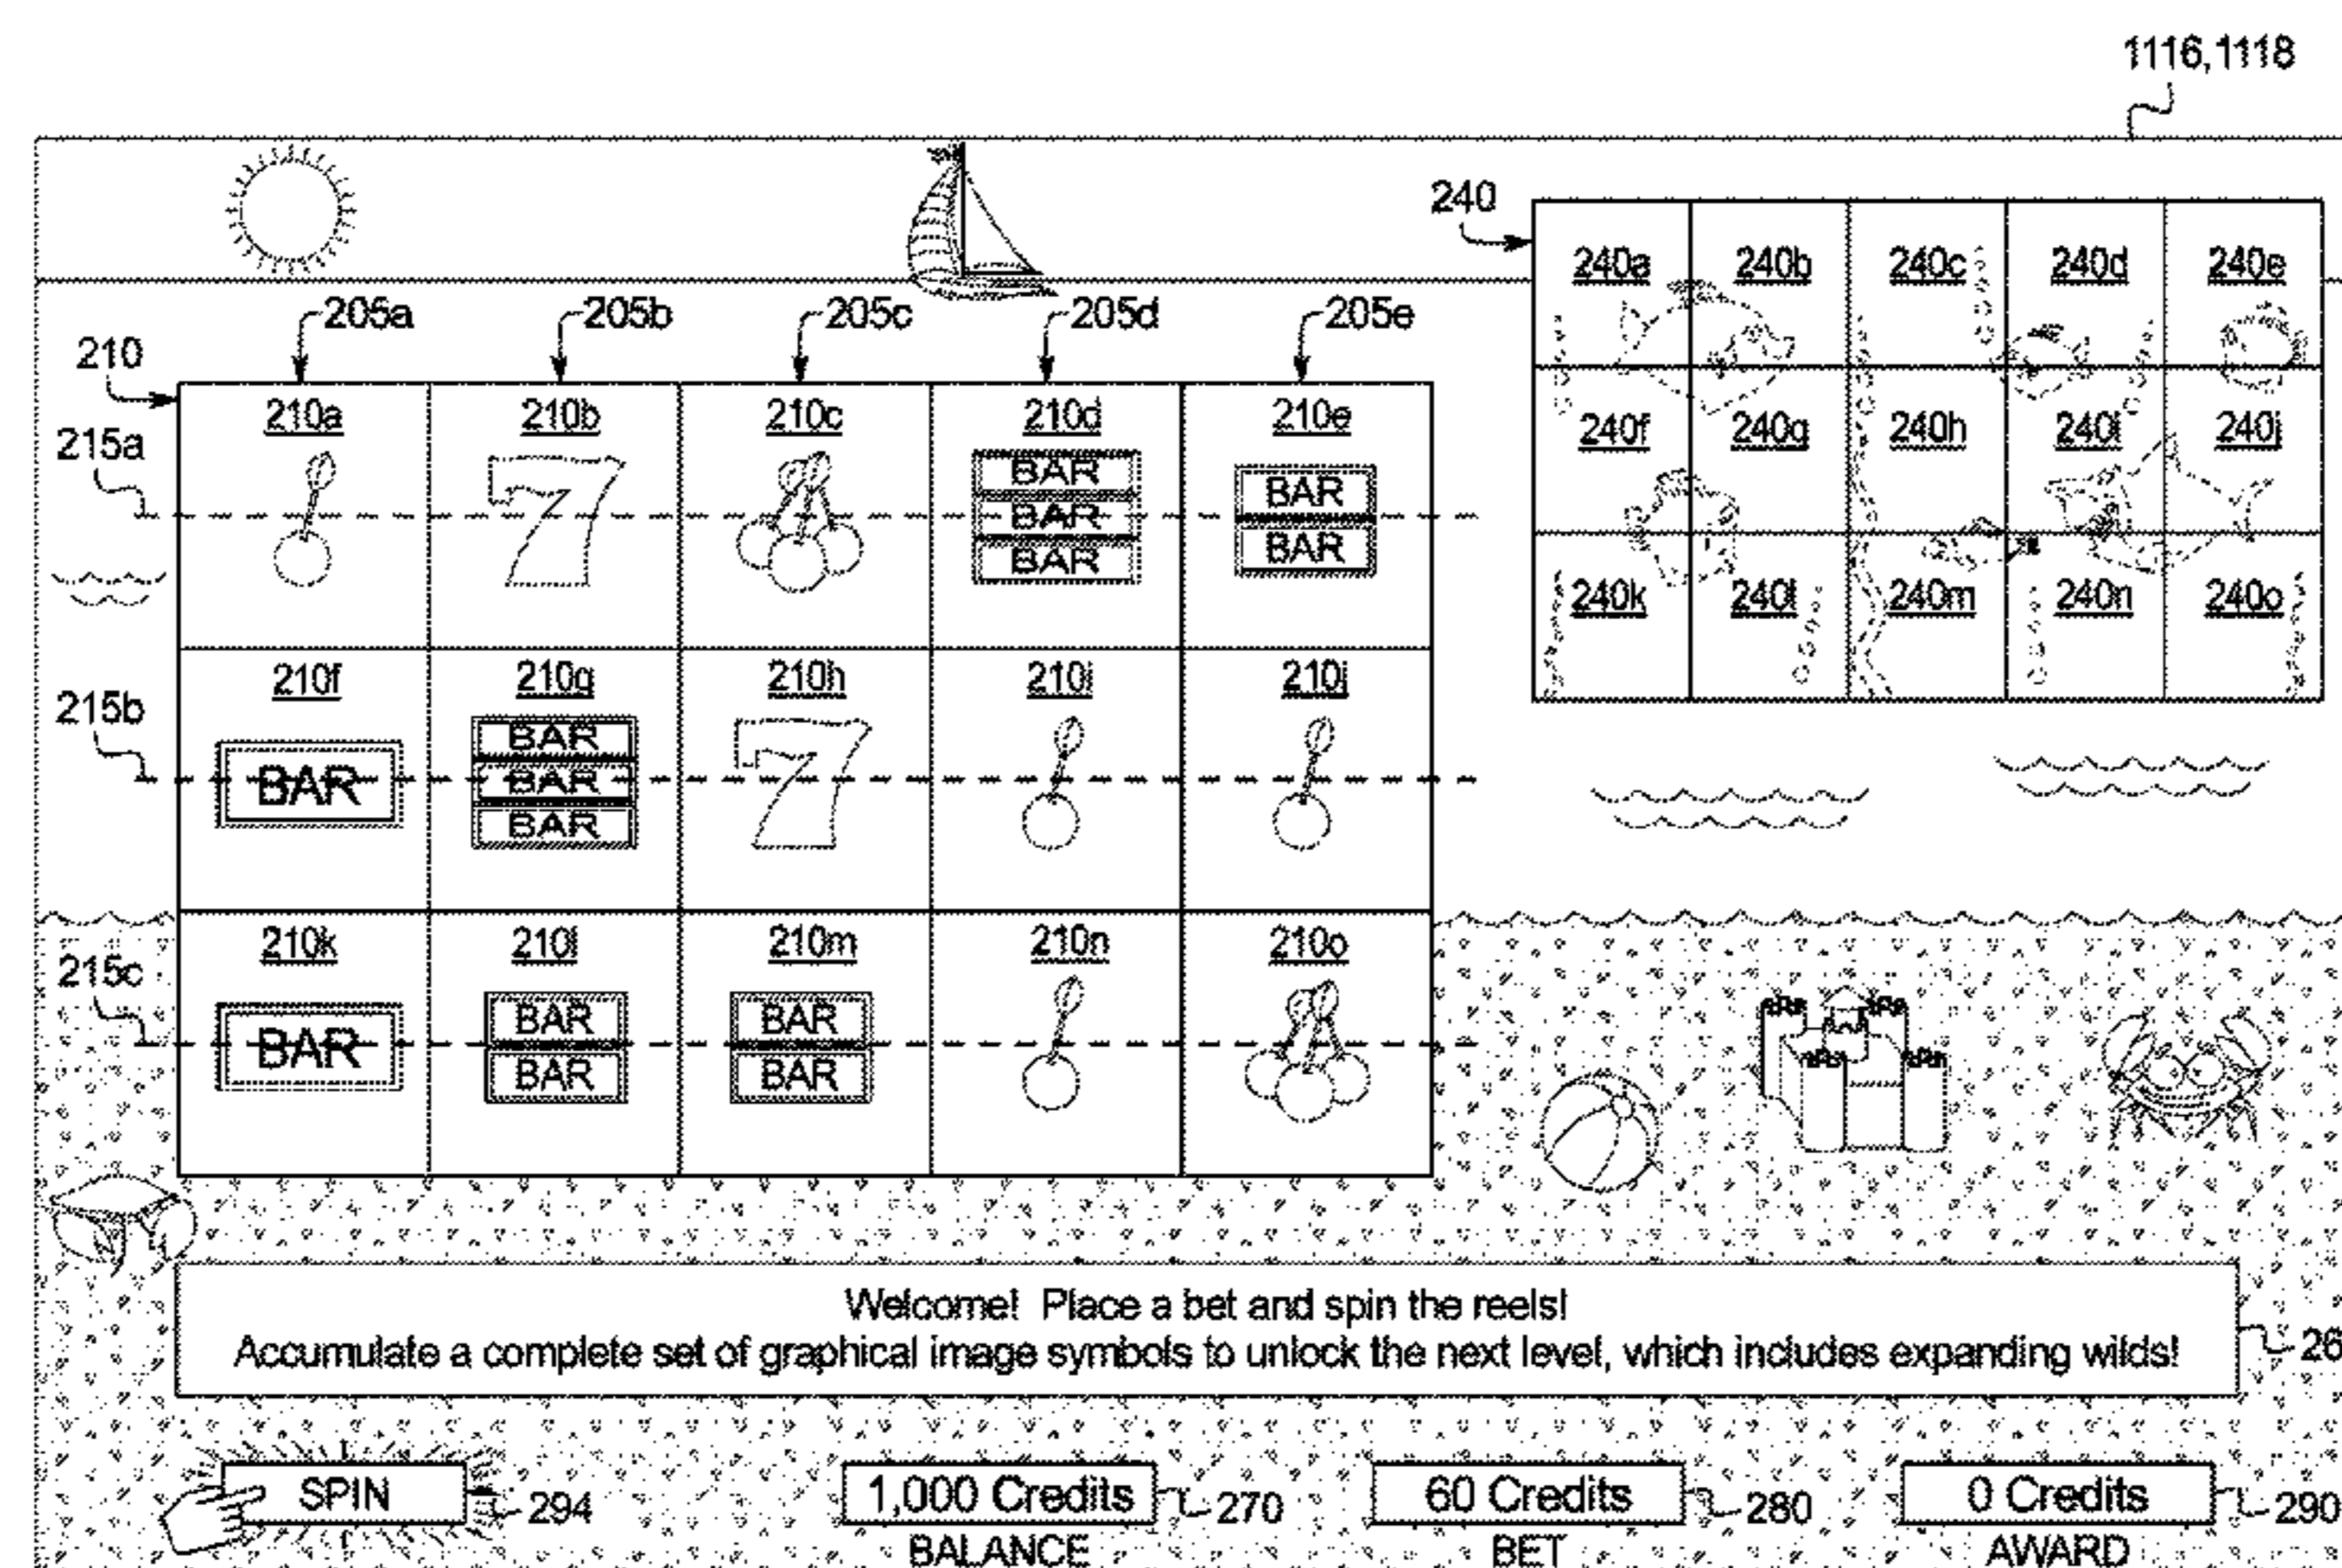 1116,1118
240
240a 240b 240c 240d 240e
205a 205b 205c 205d 205e
210
210a 210b 210c 210d 210e
215a
240f 240g 240h 240i 240j
BAR
BAR
BAR
BAR
BAR
240k 240l 240m 240n 240o
210f 210g 210h 210i 210j
215b
7
BAR
BAR
BAR
BAR
7
210k 210l 210m 210n 210o
215c
BAR
BAR
BAR
BAR
BAR
Welcome! Place a bet and spin the reels!
Accumulate a complete set of graphical image symbols to unlock the next level, which includes expanding wilds!
26
SPIN 294
1,000 Credits 270
60 Credits 280
0 Credits 290
BALANCE BET AWARD